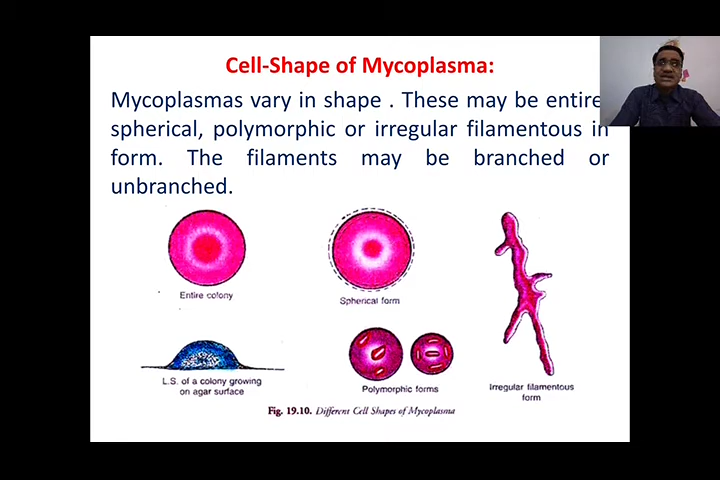 Cell-Shape of Mycoplasma:
Mycoplasmas vary in shape . These may be entire
spherical, polymorphic or irregular filamentous in
form. The filaments may be branched or
unbranched.
Entire colony
Spherical form
L.S. of a colony growing
on agar surface
Polymorphic forms
Irregular filamentous
form
Fig. 19.10. Different Cell Shapes of Mycoplasma